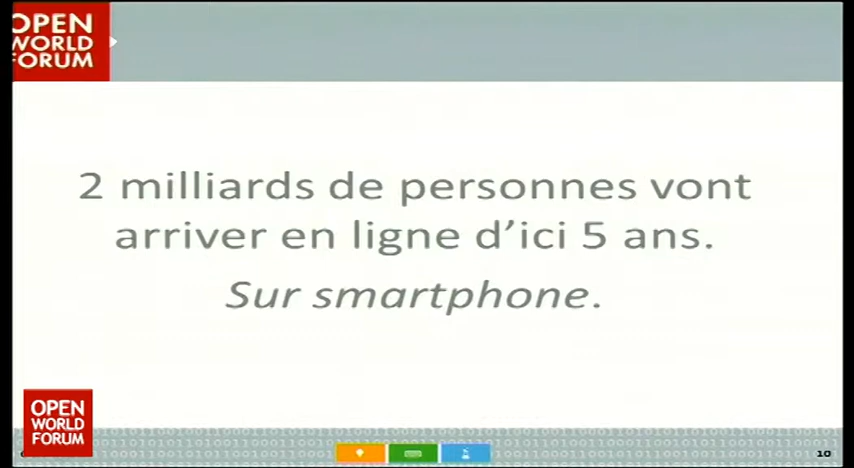 OPEN
WORLD
FORUM
2 milliards de personnes vont
arriver en ligne d’ici 5 ans.
Sur smartphone.
OPEN
WORLD
FORUM
10